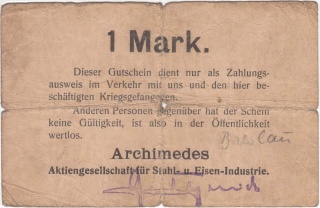 1 Mark.
Dieser Gutschein dient nur als Zahlungs-
ausweis im Verkehr mit uns und den hier
beschäftigten Kriegsgefangenen.
Anderen Personen gegenüber hat der Schein
keine Gültigkeit, ist also in der Öffentlichkeit
wertlos.
Breslau
Archimedes
Aktiengesellschaft für Stahl- u. Eisen-Industrie.